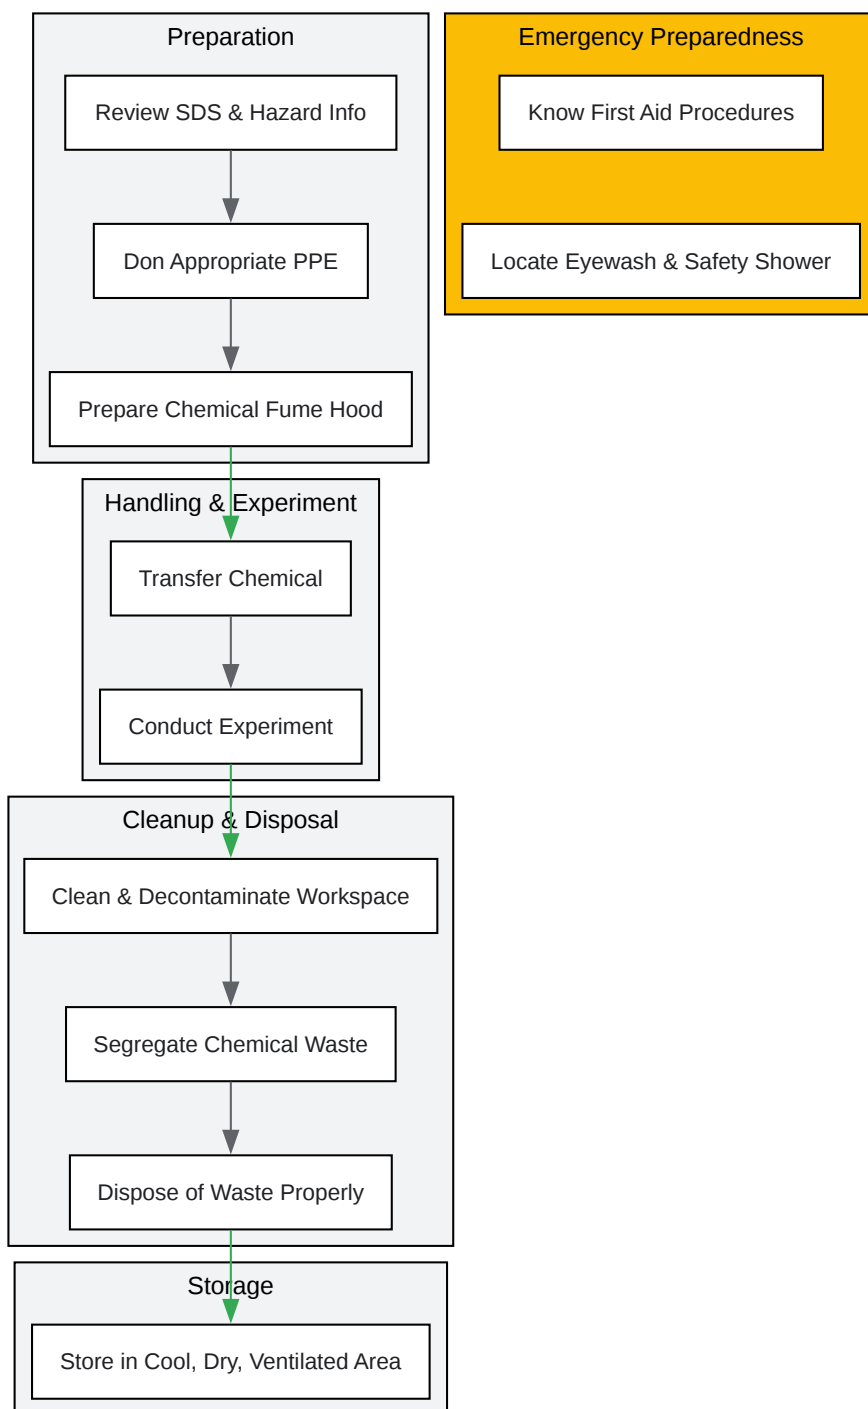 Preparation
Review SDS & Hazard Info
Don Appropriate PPE
Prepare Chemical Fume Hood
Emergency Preparedness
Know First Aid Procedures
Locate Eyewash & Safety Shower
Handling & Experiment
Transfer Chemical
Conduct Experiment
Cleanup & Disposal
Clean & Decontaminate Workspace
Segregate Chemical Waste
Dispose of Waste Properly
Storage
Store in Cool, Dry, Ventilated Area